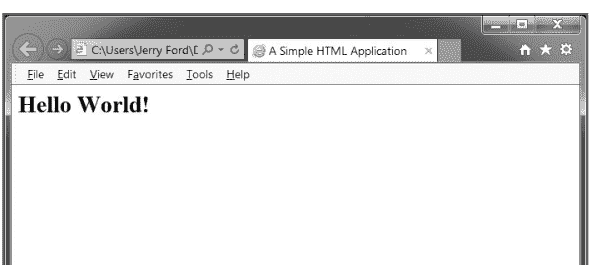 C:\Users\Jerry Ford\D
A Simple HTML Application
File Edit View Favorites Tools Help
Hello World!